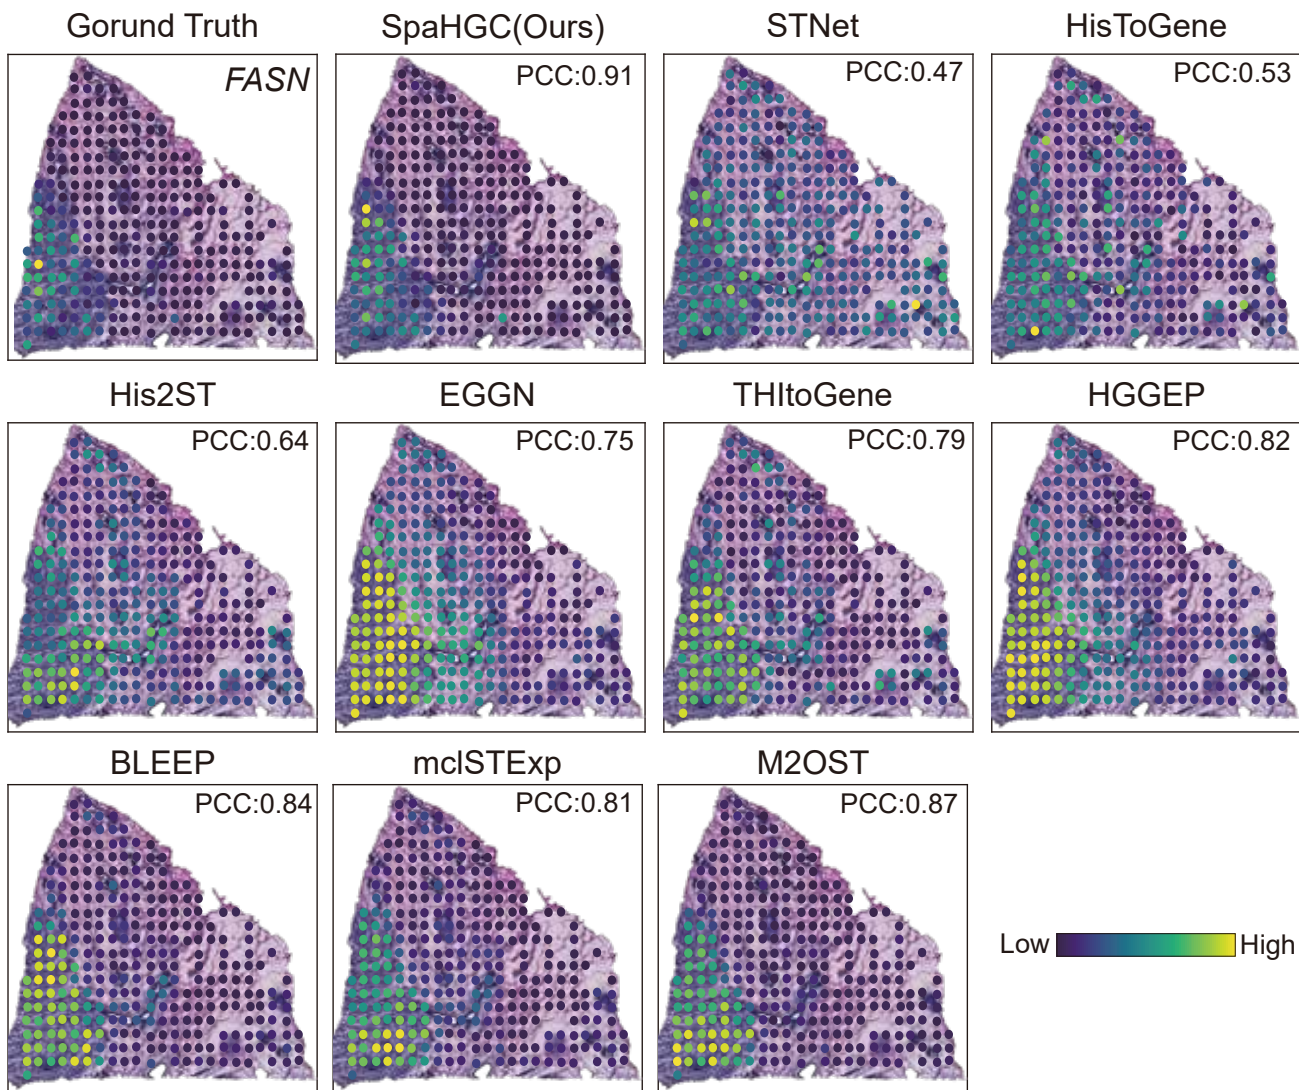 Gorund Truth
SpaHGC(Ours)
STNet
HisToGene
FASN
PCC:0.91
PCC:0.47
PCC:0.53
His2ST
EGGN
THItoGene
HGGEP
PCC:0.64
PCC:0.75
PCC:0.79
PCC:0.82
BLEEP
mclSTExp
M2OST
PCC:0.84
PCC:0.81
PCC:0.87
Low
High